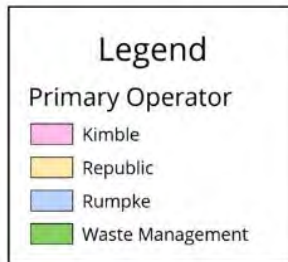 Legend
Primary Operator
Kimble
Republic
Rumpke
Waste Management